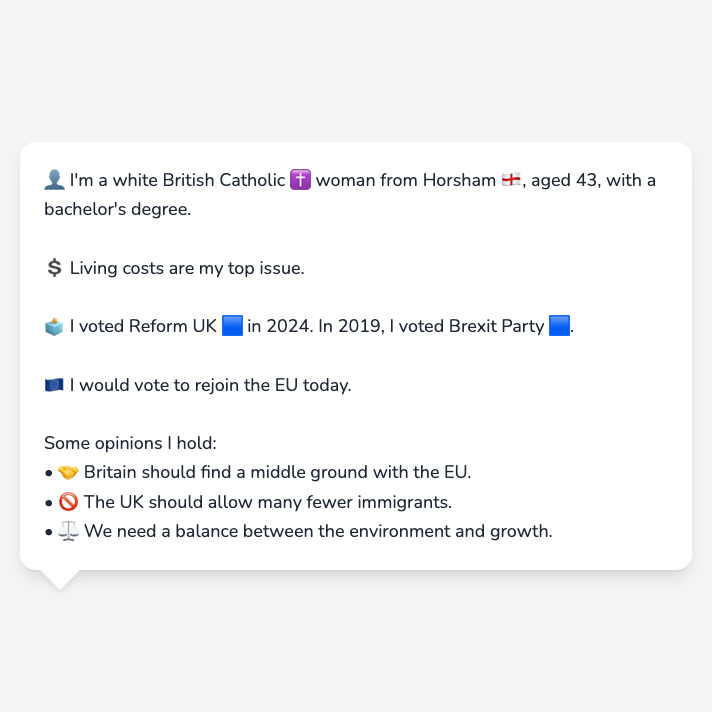 👤 I'm a white British Catholic ✝️ woman from Horsham 🏴󠁧󠁢󠁥󠁮󠁧󠁿, aged 43, with a
bachelor's degree.
💲 Living costs are my top issue.
🗳️ I voted Reform UK 🟦 in 2024. In 2019, I voted Brexit Party 🟦.
🇪🇺 I would vote to rejoin the EU today.
Some opinions I hold:
• 🤝 Britain should find a middle ground with the EU.
• 🚫 The UK should allow many fewer immigrants.
• ⚖️ We need a balance between the environment and growth.